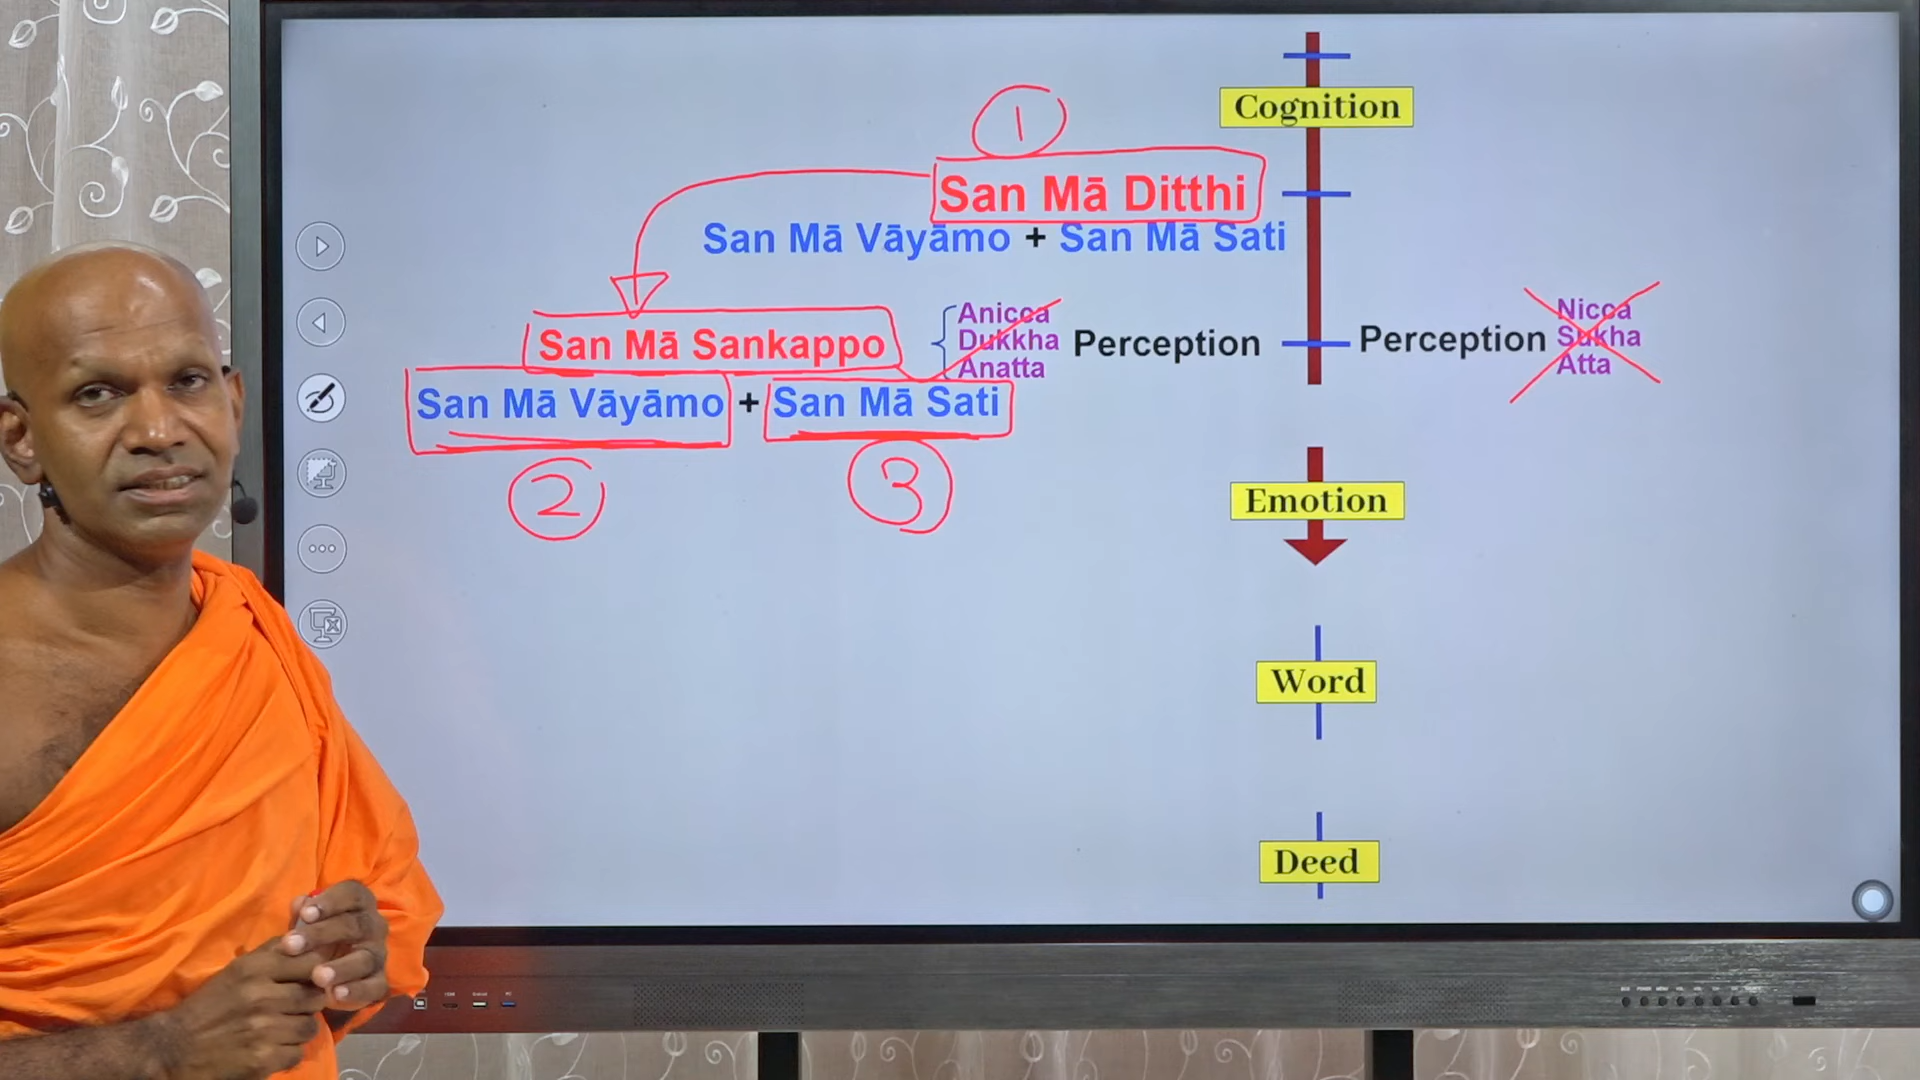 Cognition
1
San Mā Ditthi
San Mā Vāyāmo + San Mā Sati
San Mā Sankappo
Anicca
Dukkha
Anatta
Perception
Perception
Nicca
Sukha
Atta
San Mā Vāyāmo + San Mā Sati
2
3
Emotion
Word
Deed